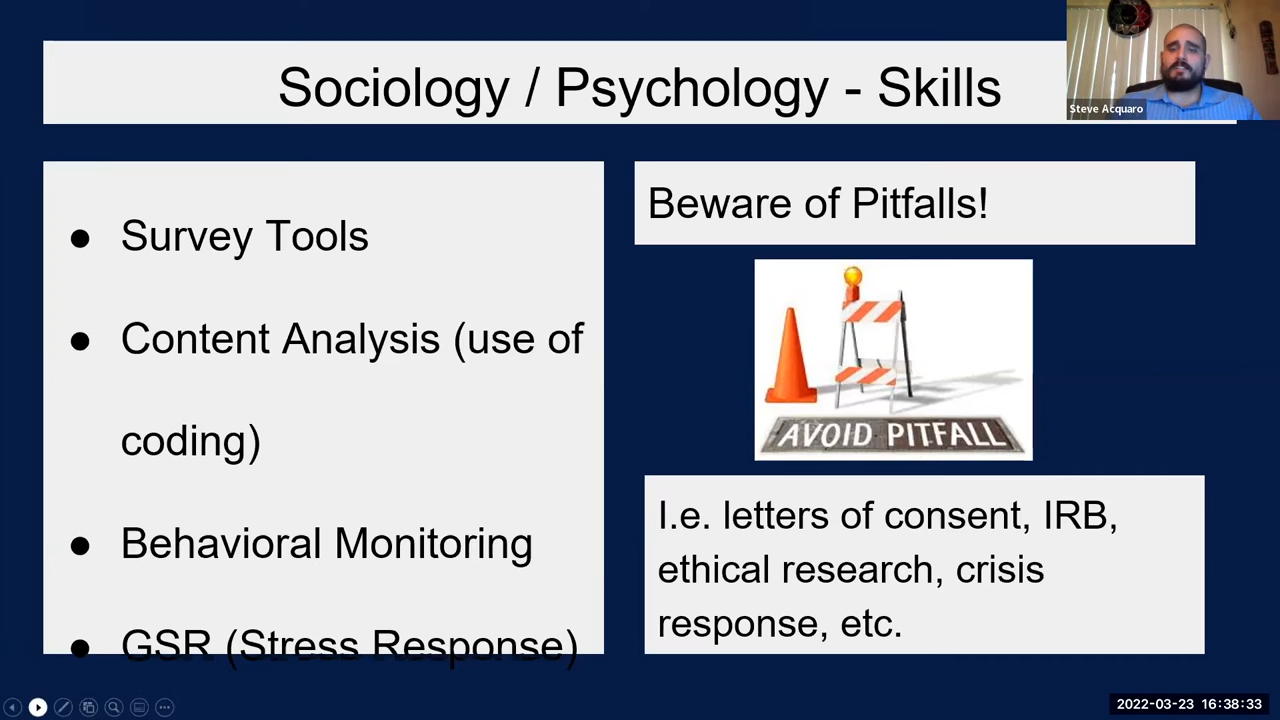 Sociology / Psychology - Skills
Steve Acquaro
● Survey Tools
● Content Analysis (use of
coding)
● Behavioral Monitoring
● GSR (Stress Response)
Beware of Pitfalls!
AVOID PITFALL
I.e. letters of consent, IRB,
ethical research, crisis
response, etc.
2022-03-23 16:38:33